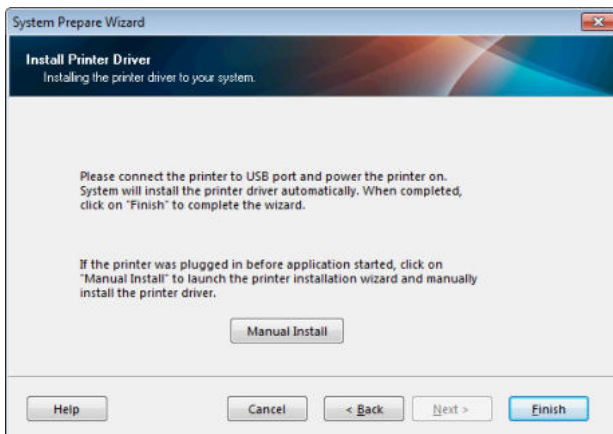 System Prepare Wizard
Install Printer Driver
Installing the printer driver to your system.
Please connect the printer to USB port and power the printer on.
System will install the printer driver automatically. When completed,
click on "Finish" to complete the wizard.
If the printer was plugged in before application started, click on
"Manual Install" to launch the printer installation wizard and manually
install the printer driver.
Manual Install
Help Cancel < Back Next > Finish